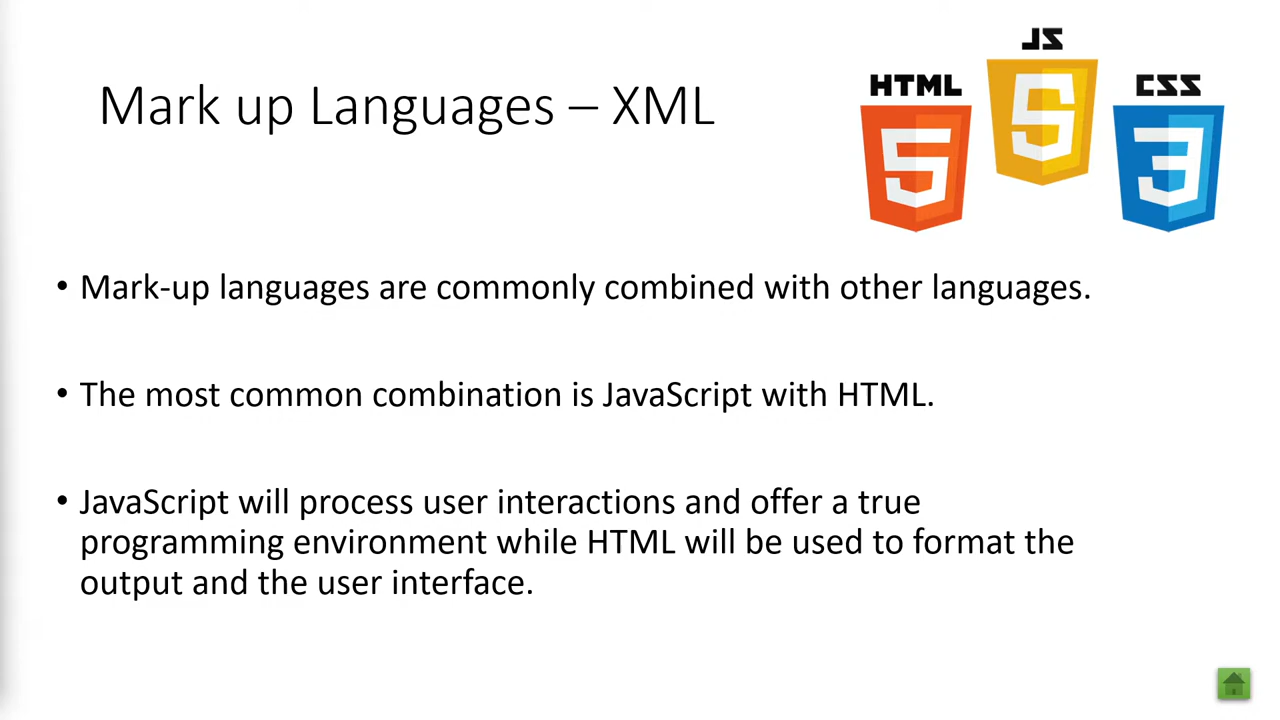 Mark up Languages – XML
HTML
JS
CSS
5
5
3
• Mark-up languages are commonly combined with other languages.
• The most common combination is JavaScript with HTML.
• JavaScript will process user interactions and offer a true
programming environment while HTML will be used to format the
output and the user interface.